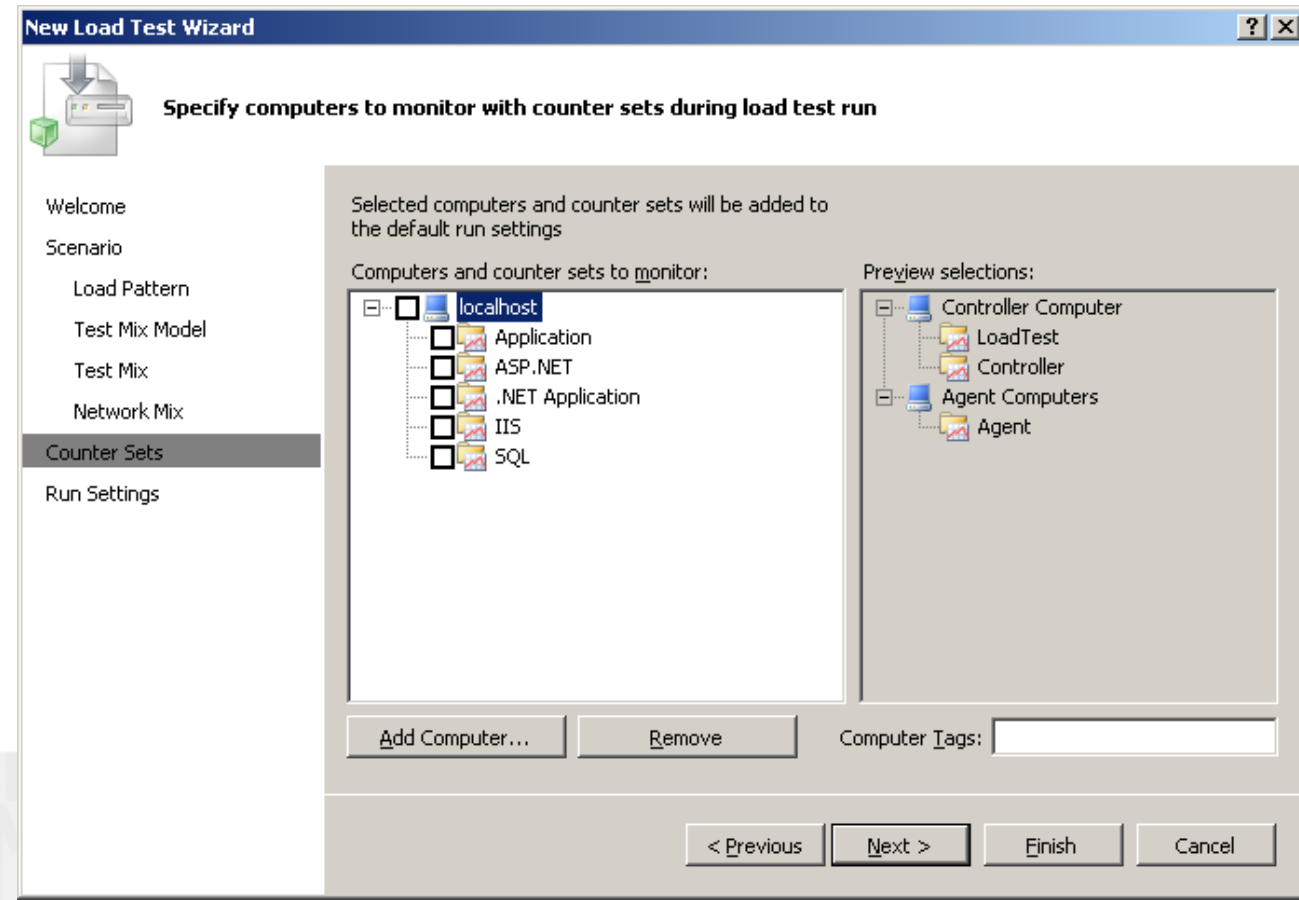 New Load Test Wizard
Specify computers to monitor with counter sets during load test run
Welcome
Scenario
Load Pattern
Test Mix Model
Test Mix
Network Mix
Counter Sets
Run Settings
Selected computers and counter sets will be added to
the default run settings
Computers and counter sets to monitor:
localhost
Application
ASP.NET
.NET Application
IIS
SQL
Preview selections:
Controller Computer
LoadTest
Controller
Agent Computers
Agent
Add Computer...
Remove
Computer Tags:
< Previous
Next >
Finish
Cancel